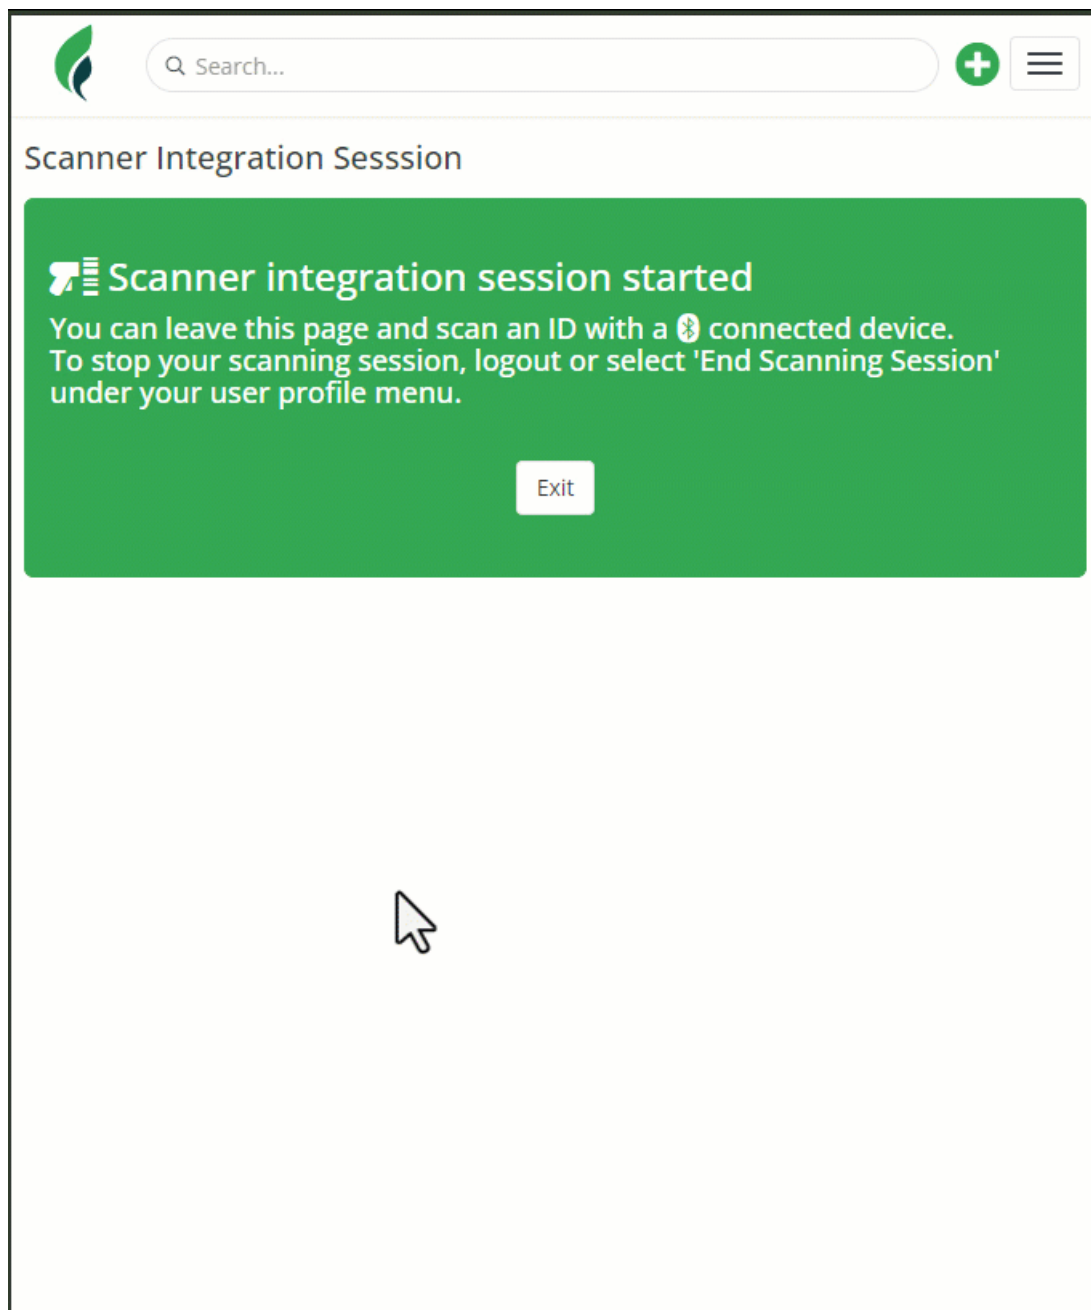 Search...
Scanner Integration Sesssion
Scanner integration session started
You can leave this page and scan an ID with a connected device.
To stop your scanning session, logout or select 'End Scanning Session'
under your user profile menu.
Exit